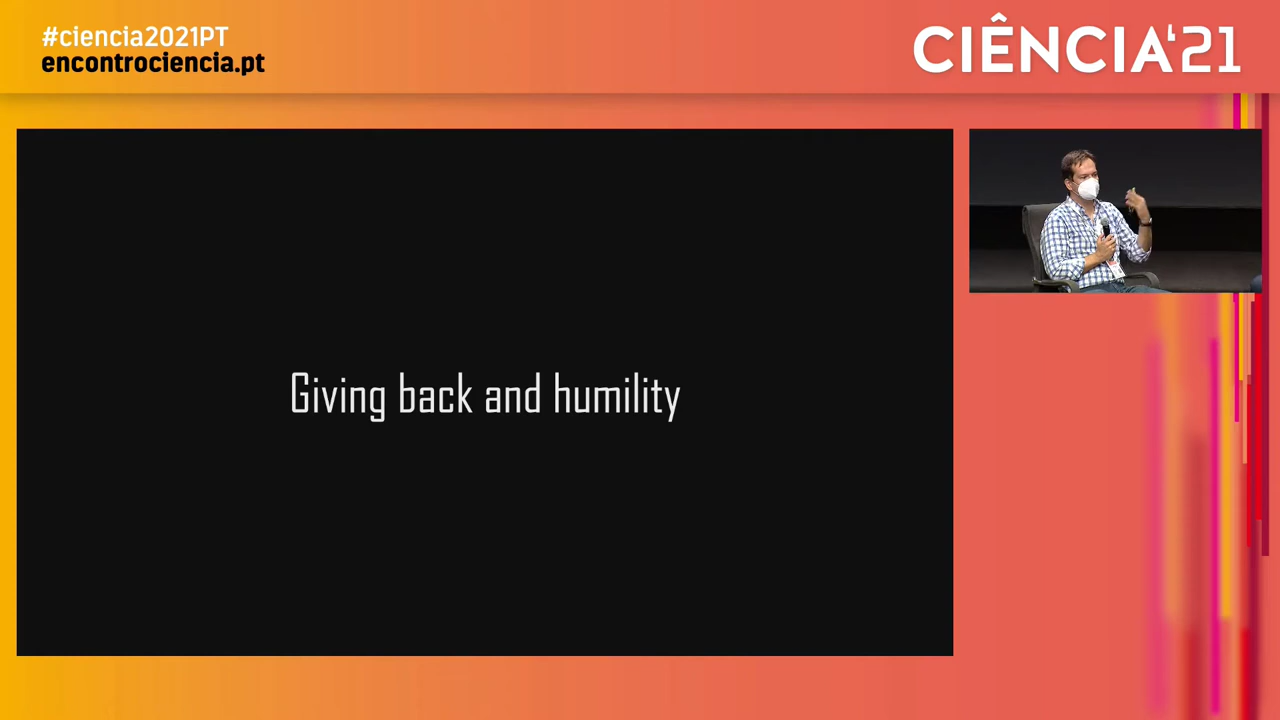 #ciencia2021PT
encontrociencia.pt
CIÊNCIA'21
Giving back and humility